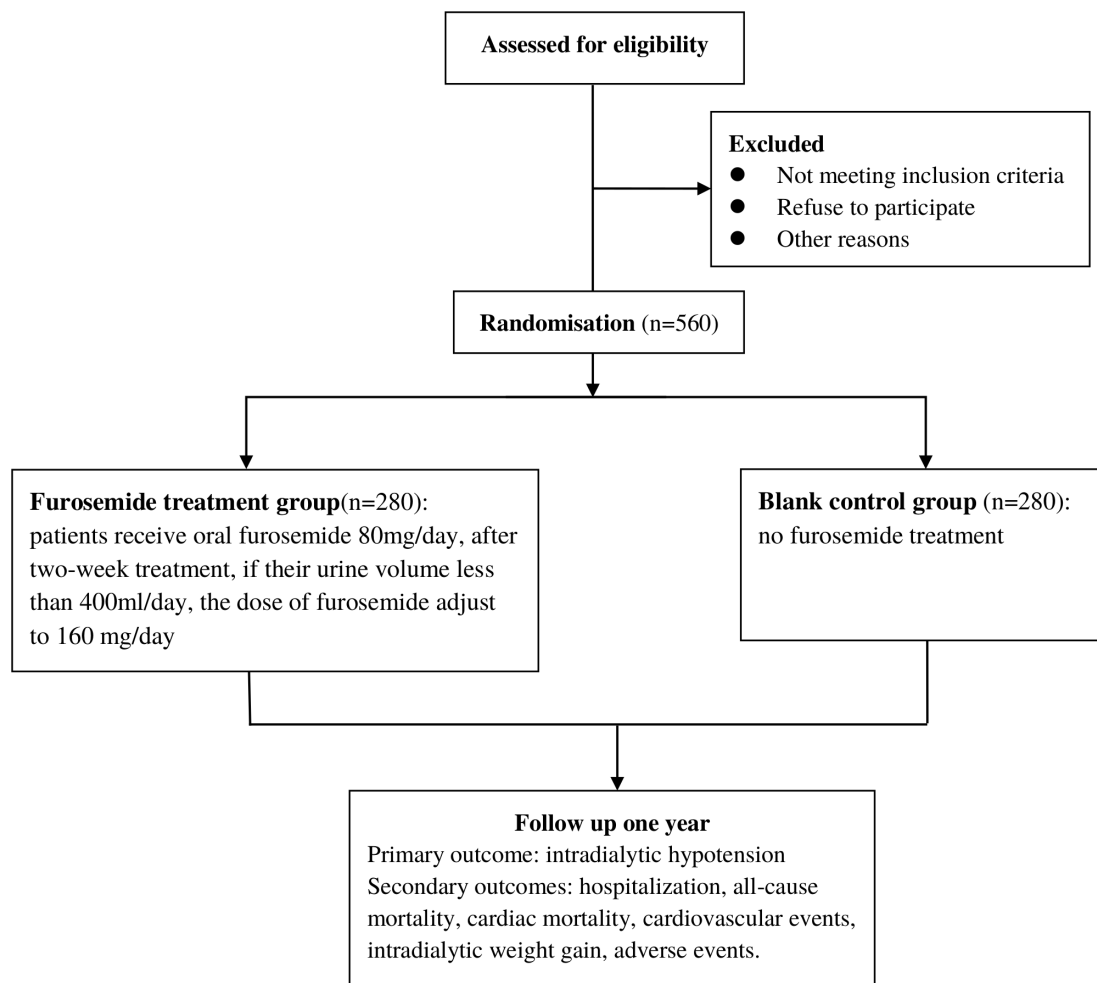 Assessed for eligibility
Excluded
● Not meeting inclusion criteria
● Refuse to participate
● Other reasons
Randomisation (n=560)
Furosemide treatment group(n=280):
patients receive oral furosemide 80mg/day, after
two-week treatment, if their urine volume less
than 400ml/day, the dose of furosemide adjust
to 160 mg/day
Blank control group (n=280):
no furosemide treatment
Follow up one year
Primary outcome: intradialytic hypotension
Secondary outcomes: hospitalization, all-cause
mortality, cardiac mortality, cardiovascular events,
intradialytic weight gain, adverse events.